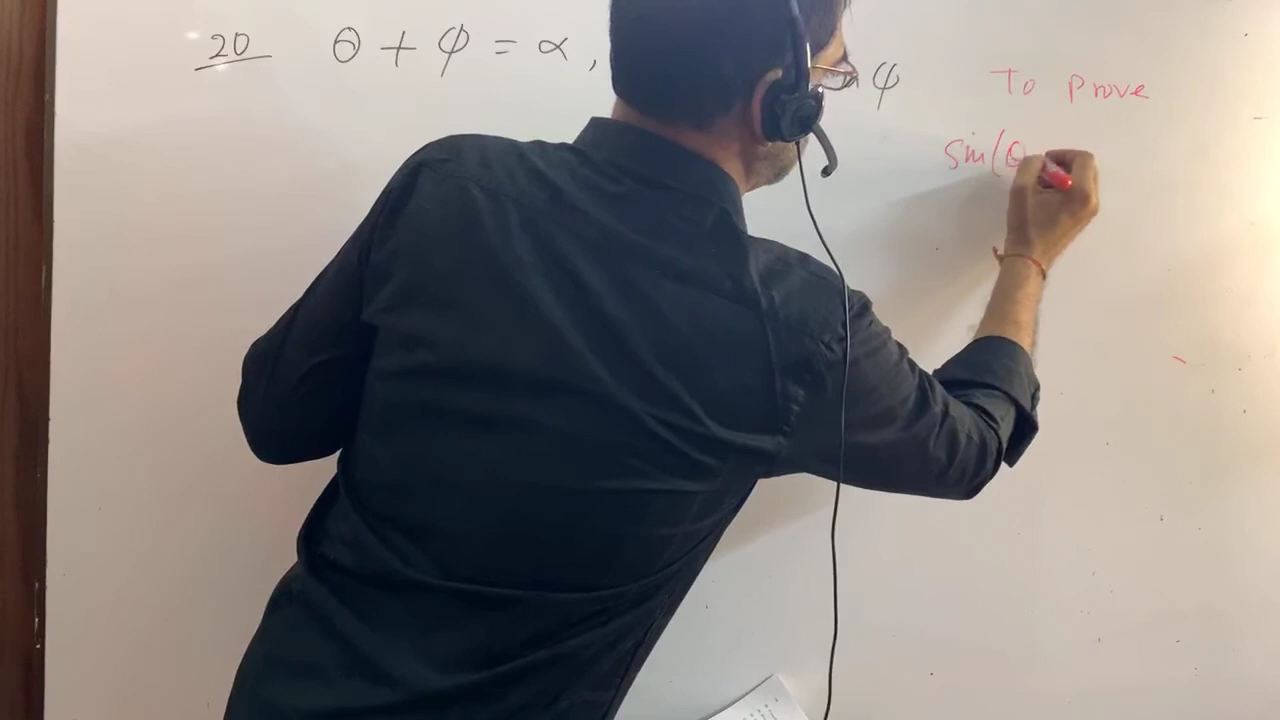 20 θ + φ = α, φ
To prove
sin(θ